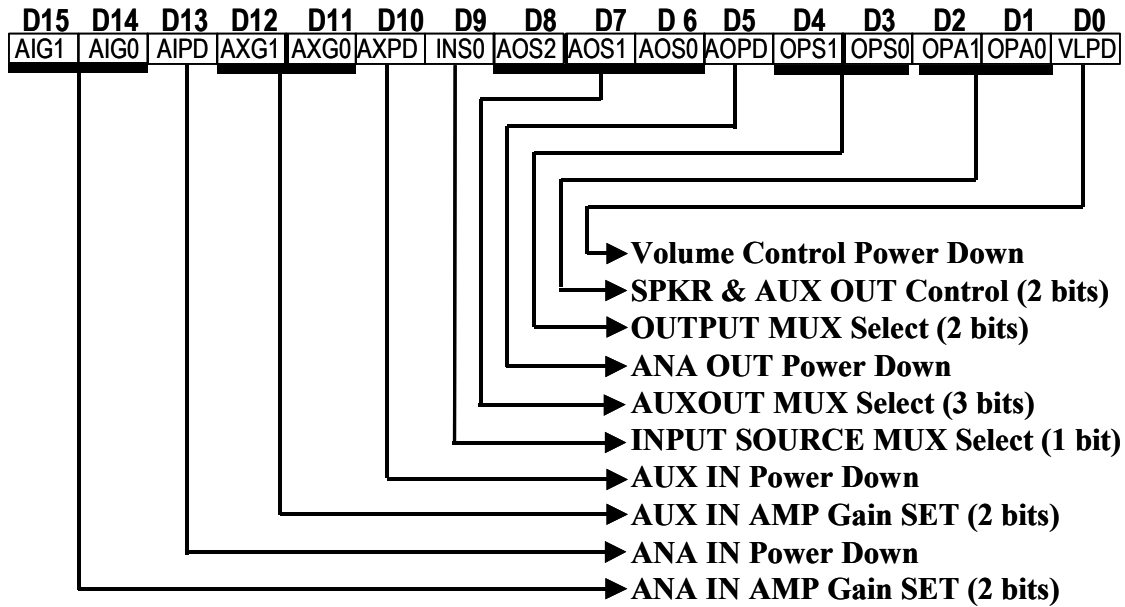 D15 D14 D13 D12 D11 D10 D9 D8 D7 D 6 D5 D4 D3 D2 D1 D0
AIG1 AIG0 AIPD AXG1 AXG0 AXPD INS0 AOS2 AOS1 AOS0 AOPD OPS1 OPS0 OPA1 OPA0 VLPD
Volume Control Power Down
SPKR & AUX OUT Control (2 bits)
OUTPUT MUX Select (2 bits)
ANA OUT Power Down
AUXOUT MUX Select (3 bits)
INPUT SOURCE MUX Select (1 bit)
AUX IN Power Down
AUX IN AMP Gain SET (2 bits)
ANA IN Power Down
ANA IN AMP Gain SET (2 bits)